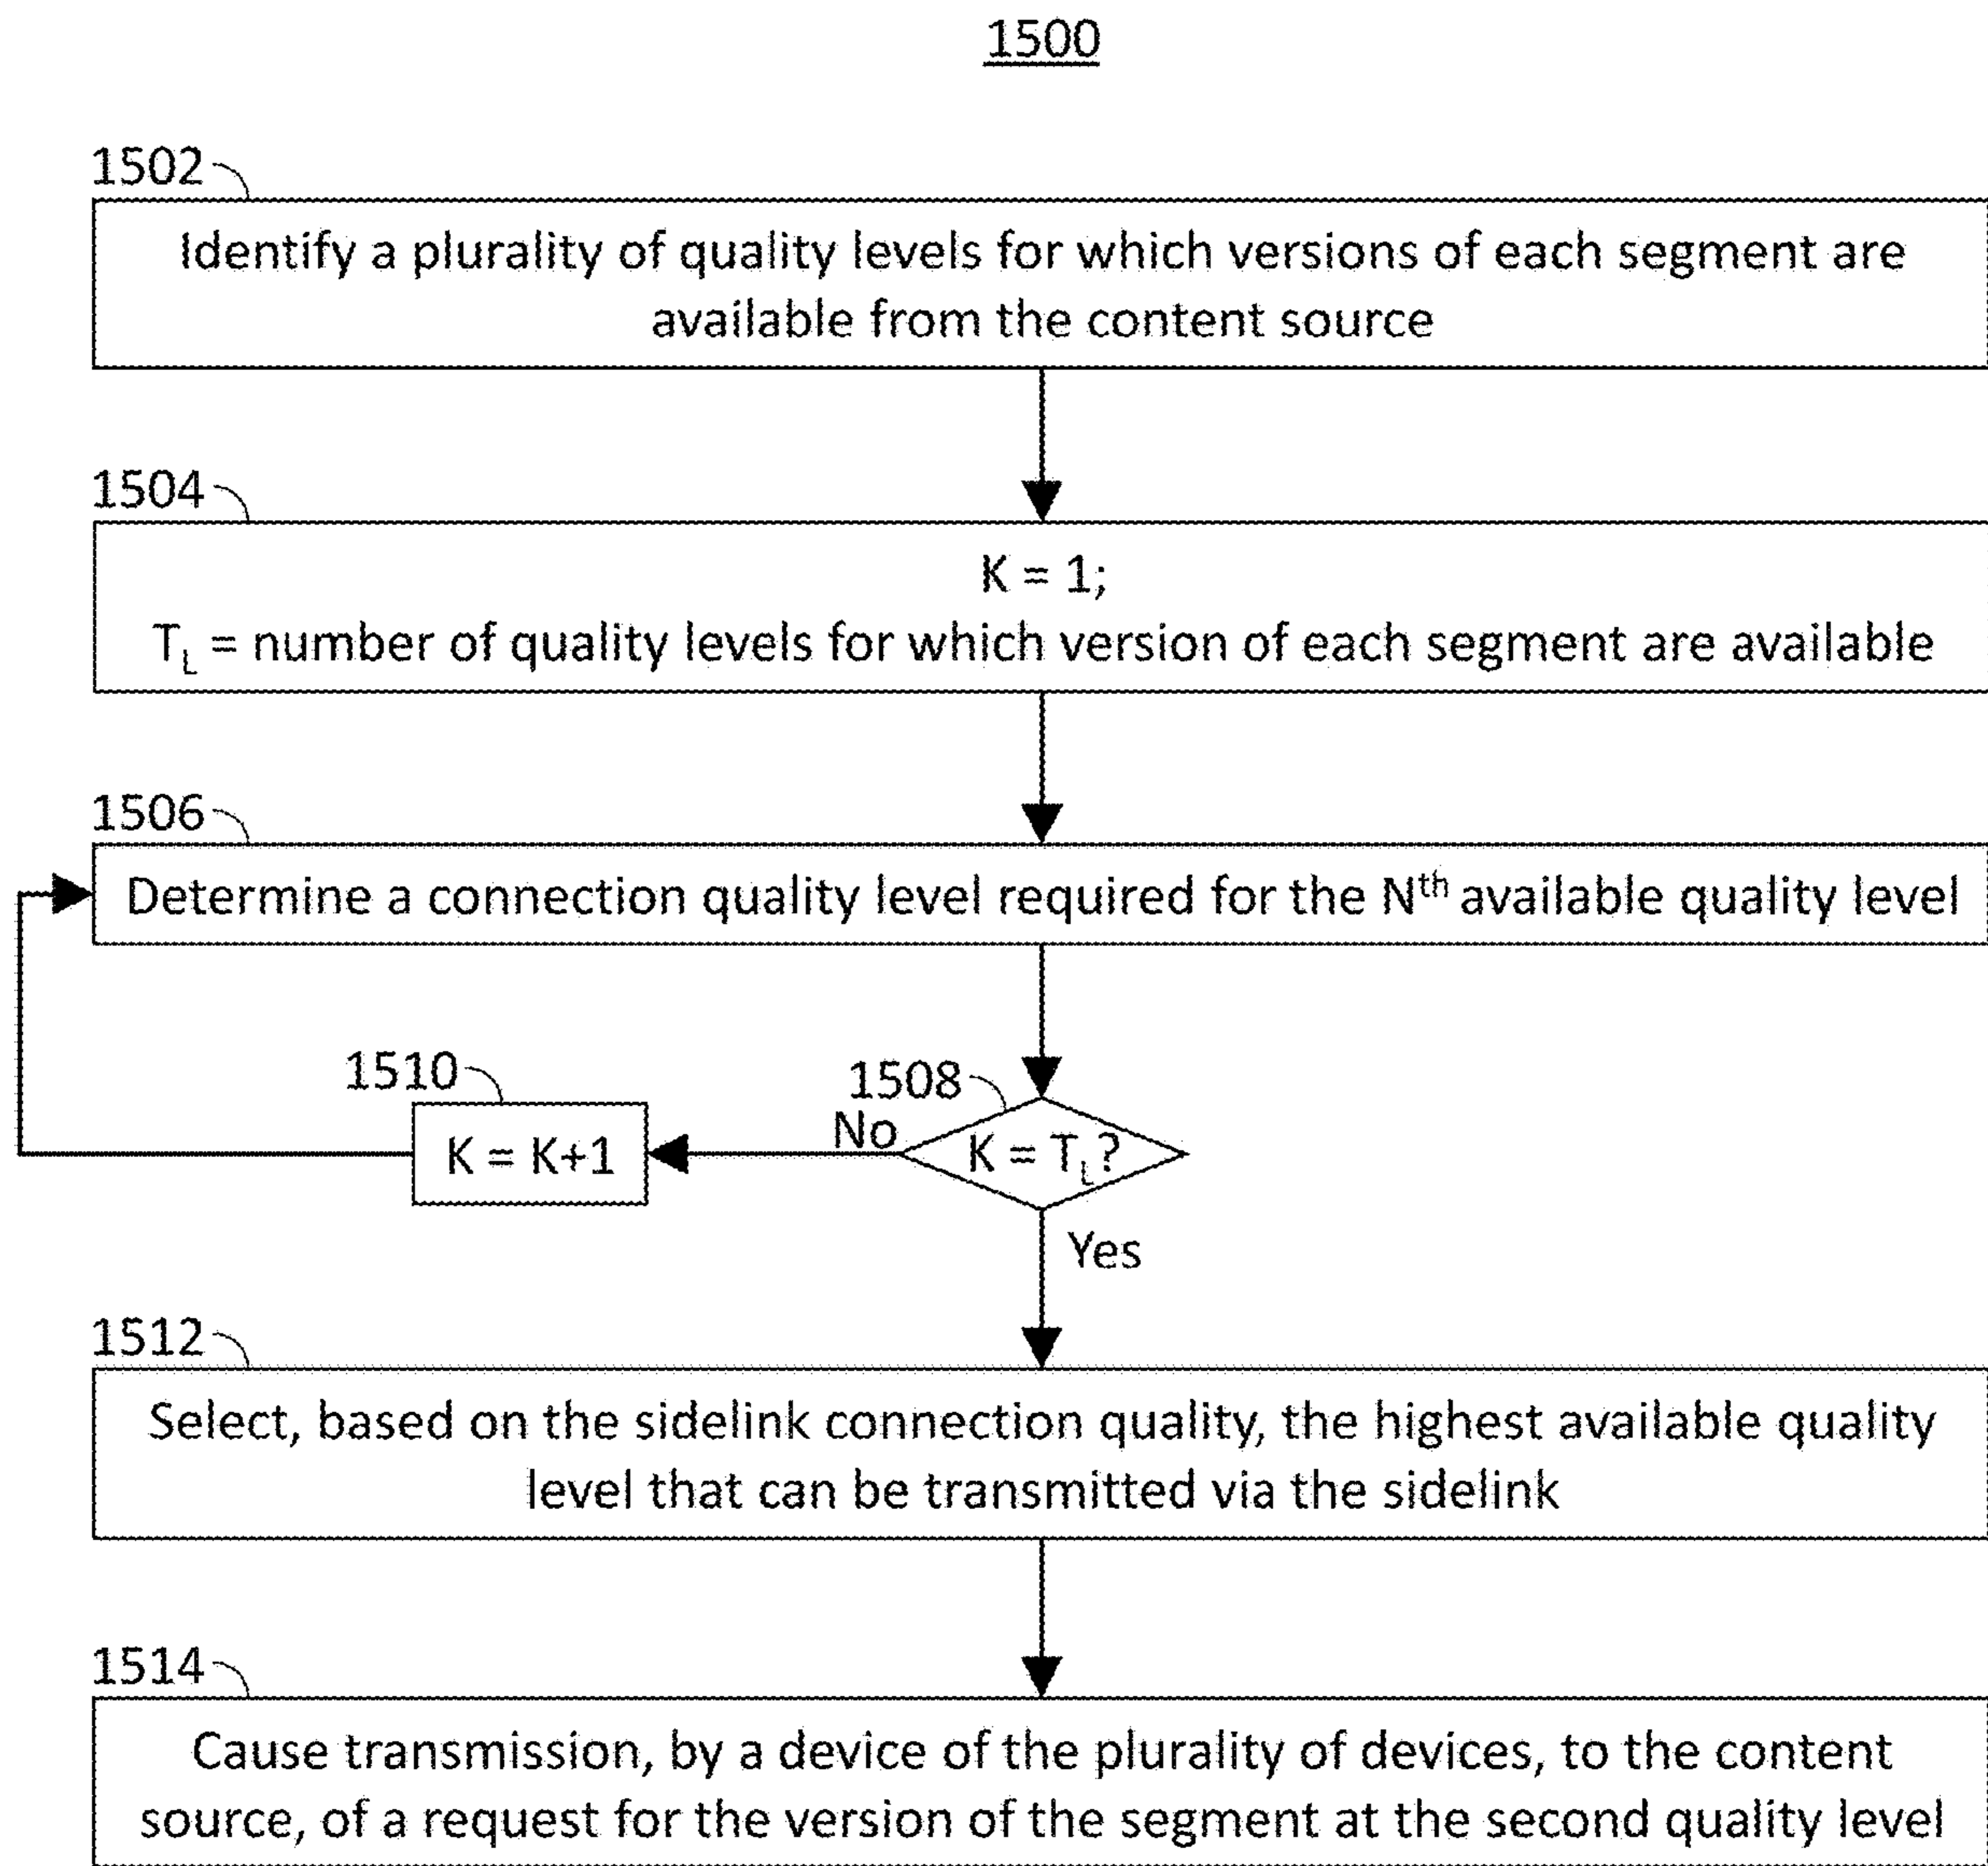 1500
1502
Identify a plurality of quality levels for which versions of each segment are
available from the content source
1504
K = 1;
T_L = number of quality levels for which version of each segment are available
1506
Determine a connection quality level required for the Nth available quality level
1510
1508
No
K = K+1
K = T_L?
Yes
1512
Select, based on the sidelink connection quality, the highest available quality
level that can be transmitted via the sidelink
1514
Cause transmission, by a device of the plurality of devices, to the content
source, of a request for the version of the segment at the second quality level